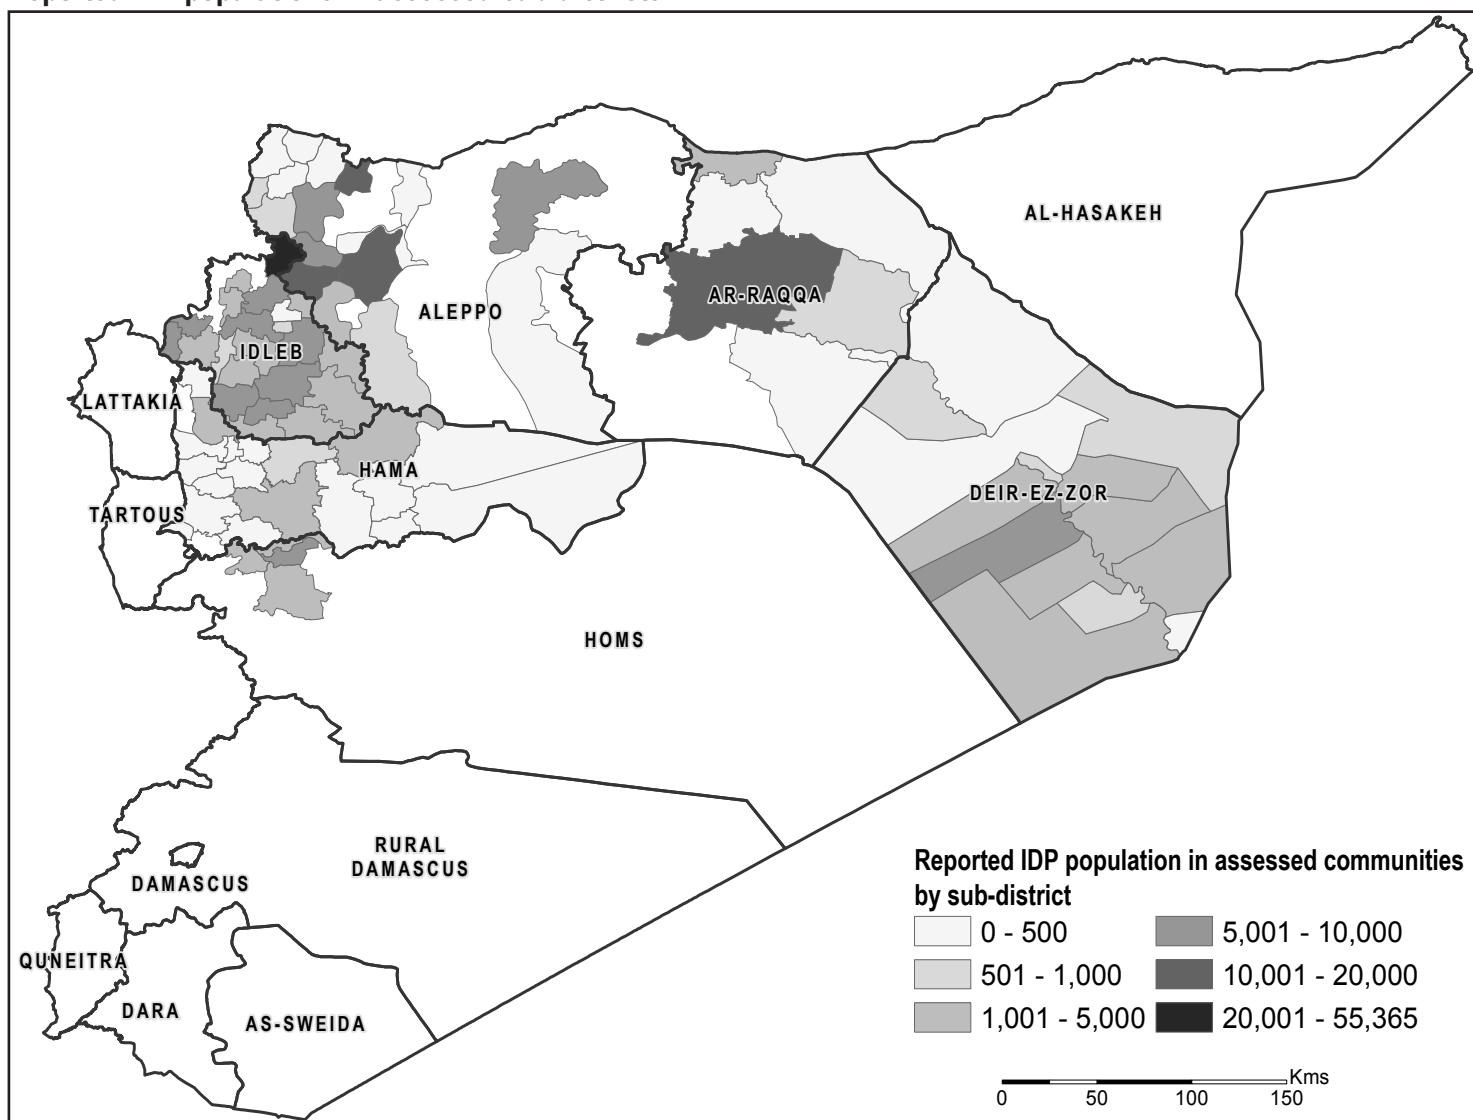 AL-HASAKEH
AR-RAQQA
ALEPPO
IDLEB
LATTAKIA
HAMA
DEIR-EZ-ZOR
TARTOUS
HOMS
RURAL
DAMASCUS
DAMASCUS
QUNEITRA
DARA
AS-SWEIDA
Reported IDP population in assessed communities
by sub-district
0 - 500
501 - 1,000
1,001 - 5,000
5,001 - 10,000
10,001 - 20,000
20,001 - 55,365
Kms
0 50 100 150